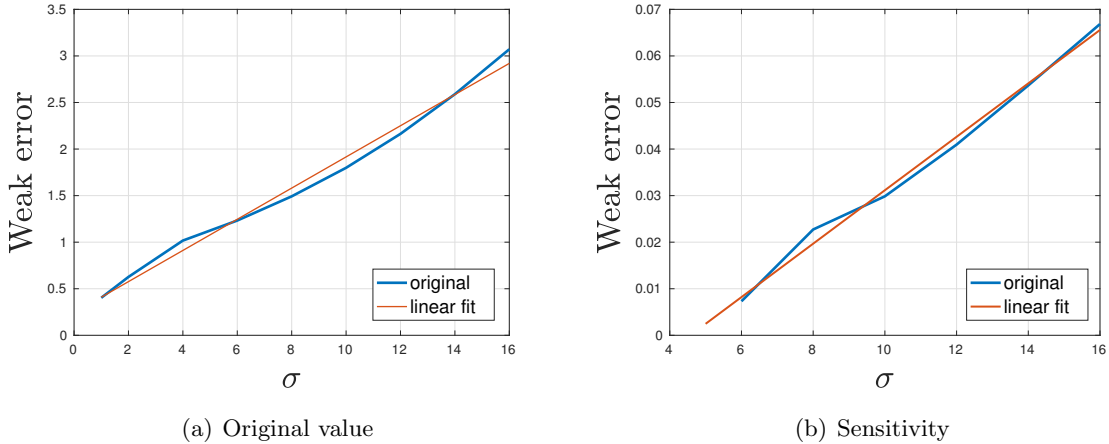 3.5
3
2.5
2
1.5
1
0.5
0
0 2 4 6 8 10 12 14 16
Weak error
σ
original
linear fit
(a) Original value
0.07
0.06
0.05
0.04
0.03
0.02
0.01
0
4 6 8 10 12 14 16
Weak error
σ
original
linear fit
(b) Sensitivity